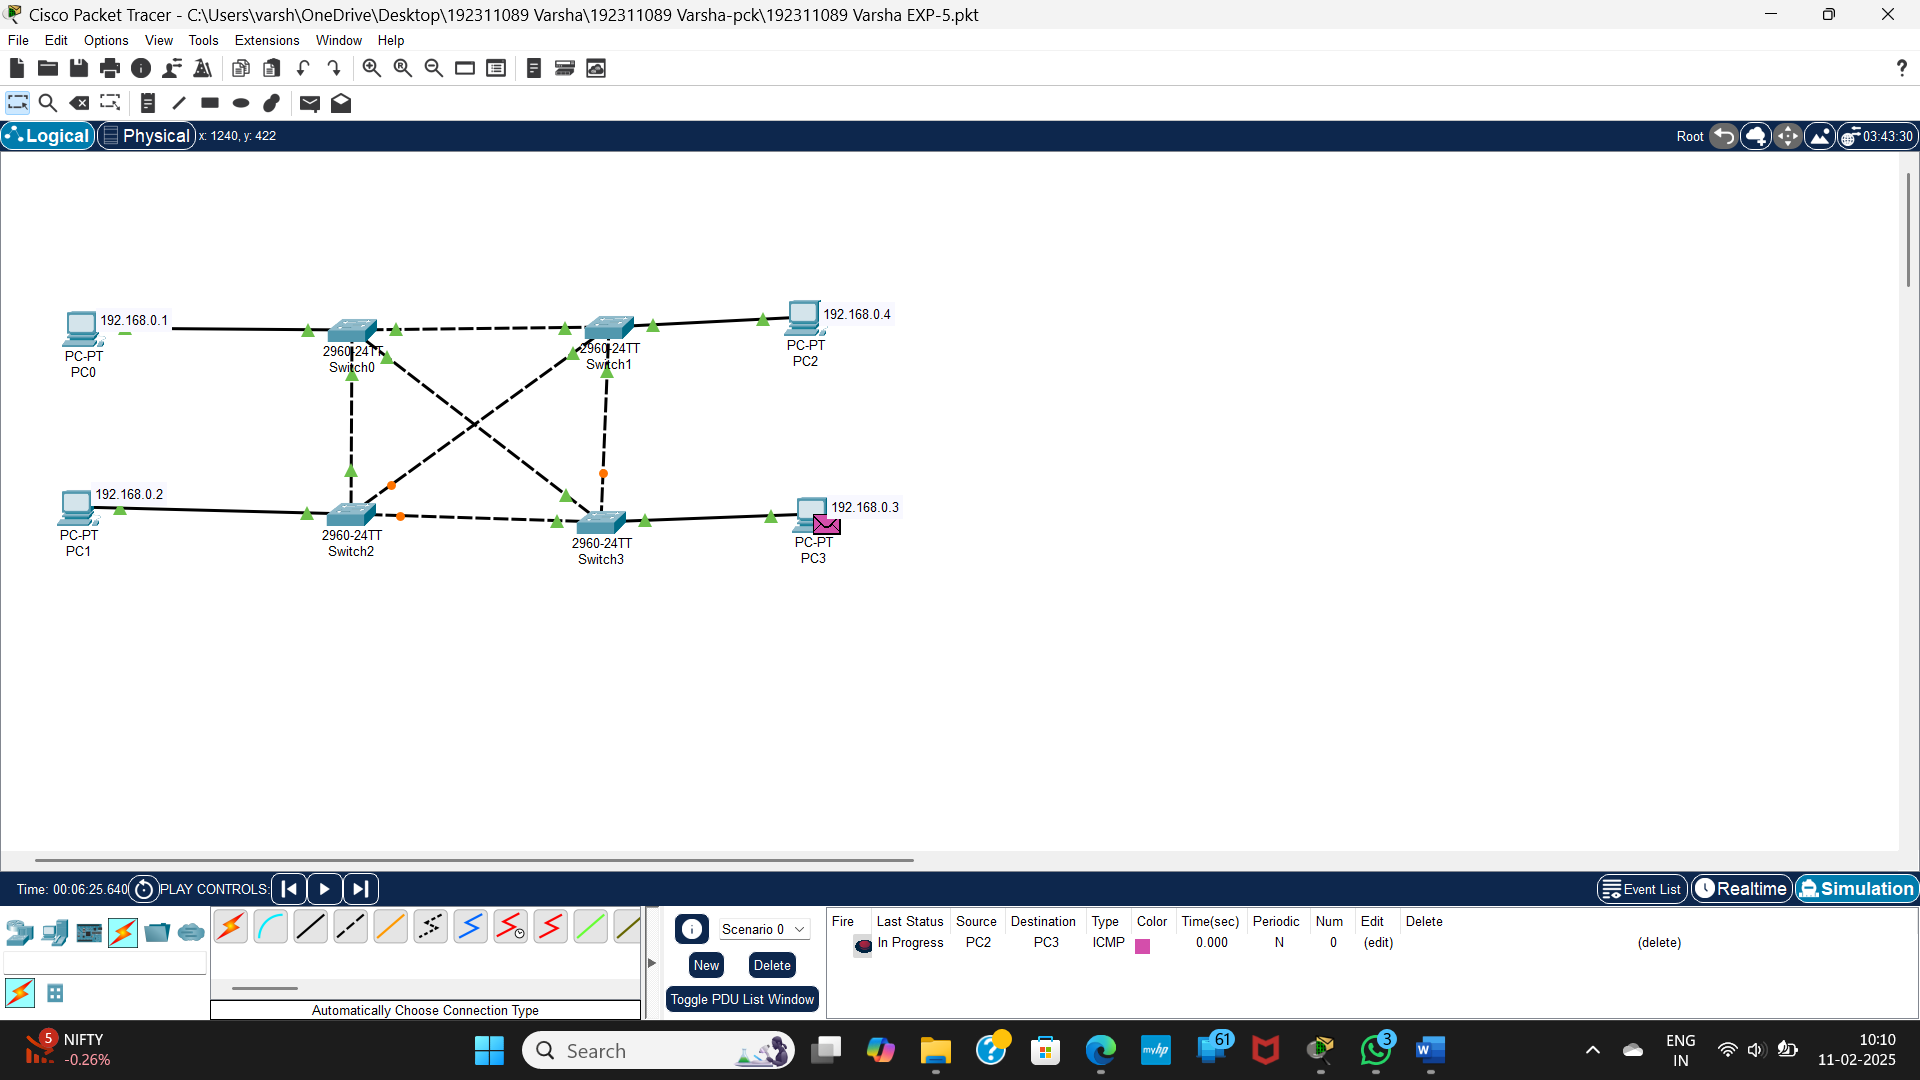 Cisco Packet Tracer - C:\Users\varsh\OneDrive\Desktop\192311089 Varsha\192311089 Varsha-pck\192311089 Varsha EXP-5.pkt
File Edit Options View Tools Extensions Window Help
?
Logical Physical x: 1240, y: 422 Root 03:43:30
192.168.0.1
PC-PT
PC0
2960-24TT
Switch0
2960-24TT
Switch1
192.168.0.4
PC-PT
PC2
192.168.0.2
PC-PT
PC1
2960-24TT
Switch2
2960-24TT
Switch3
192.168.0.3
PC-PT
PC3
Time: 00:06:25.640 PLAY CONTROLS: Event List Realtime Simulation
Scenario 0
New Delete
Toggle PDU List Window
Automatically Choose Connection Type
Fire Last Status Source Destination Type Color Time(sec) Periodic Num Edit Delete
In Progress PC2 PC3 ICMP 0.000 N 0 (edit) (delete)
5 NIFTY
-0.26%
Search
myhp
61
3
ENG
IN
10:10
11-02-2025